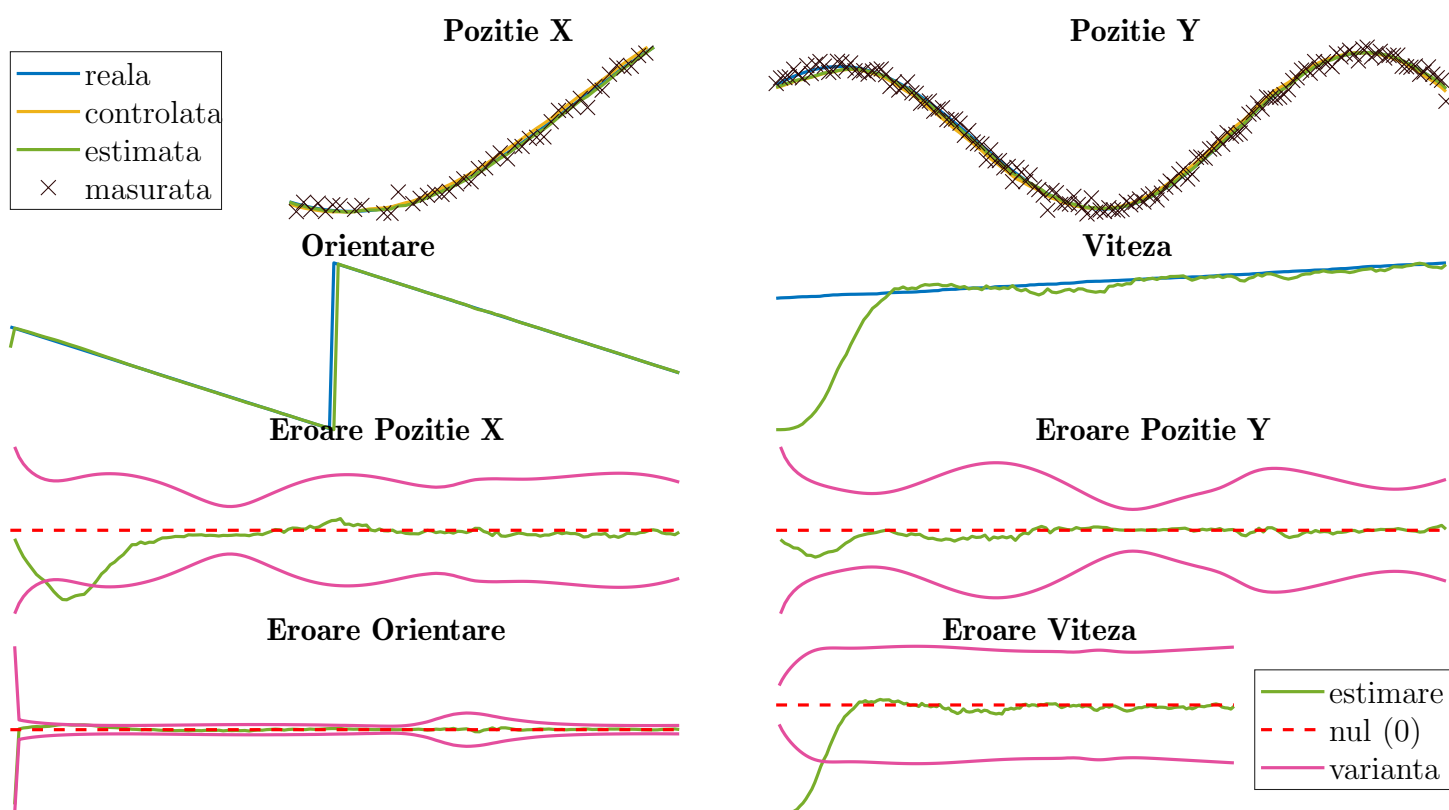 Pozitie X
Pozitie Y
reala
controlata
estimata
masurata
Orientare
Viteza
Eroare Pozitie X
Eroare Pozitie Y
Eroare Orientare
Eroare Viteza
estimare
nul (0)
varianta